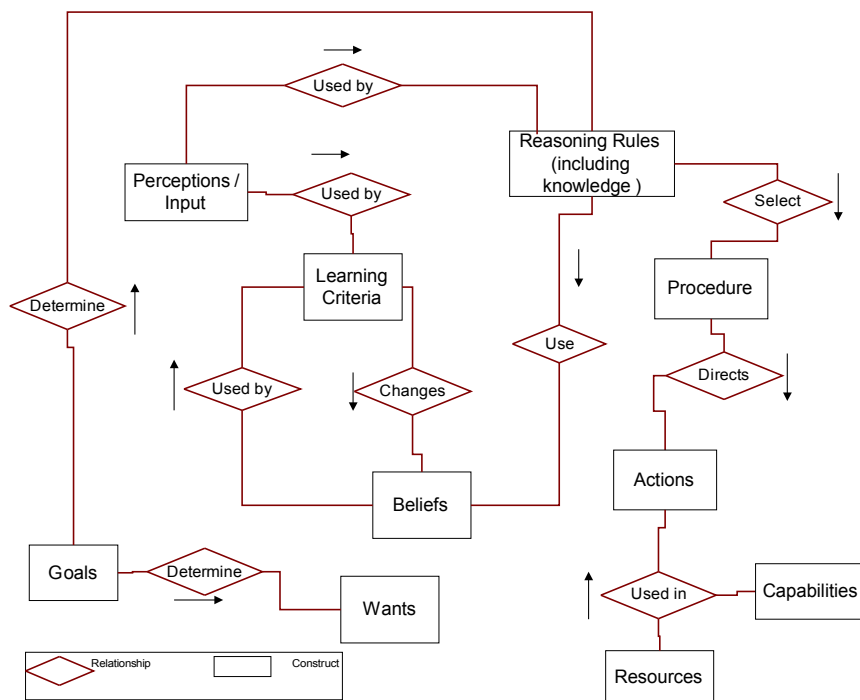 Used by
Reasoning Rules
(including
knowledge )
Perceptions /
Input
Used by
Select
Learning
Criteria
Procedure
Determine
Use
Used by
Changes
Directs
Actions
Beliefs
Goals
Determine
Wants
Used in
Capabilities
Relationship
Construct
Resources